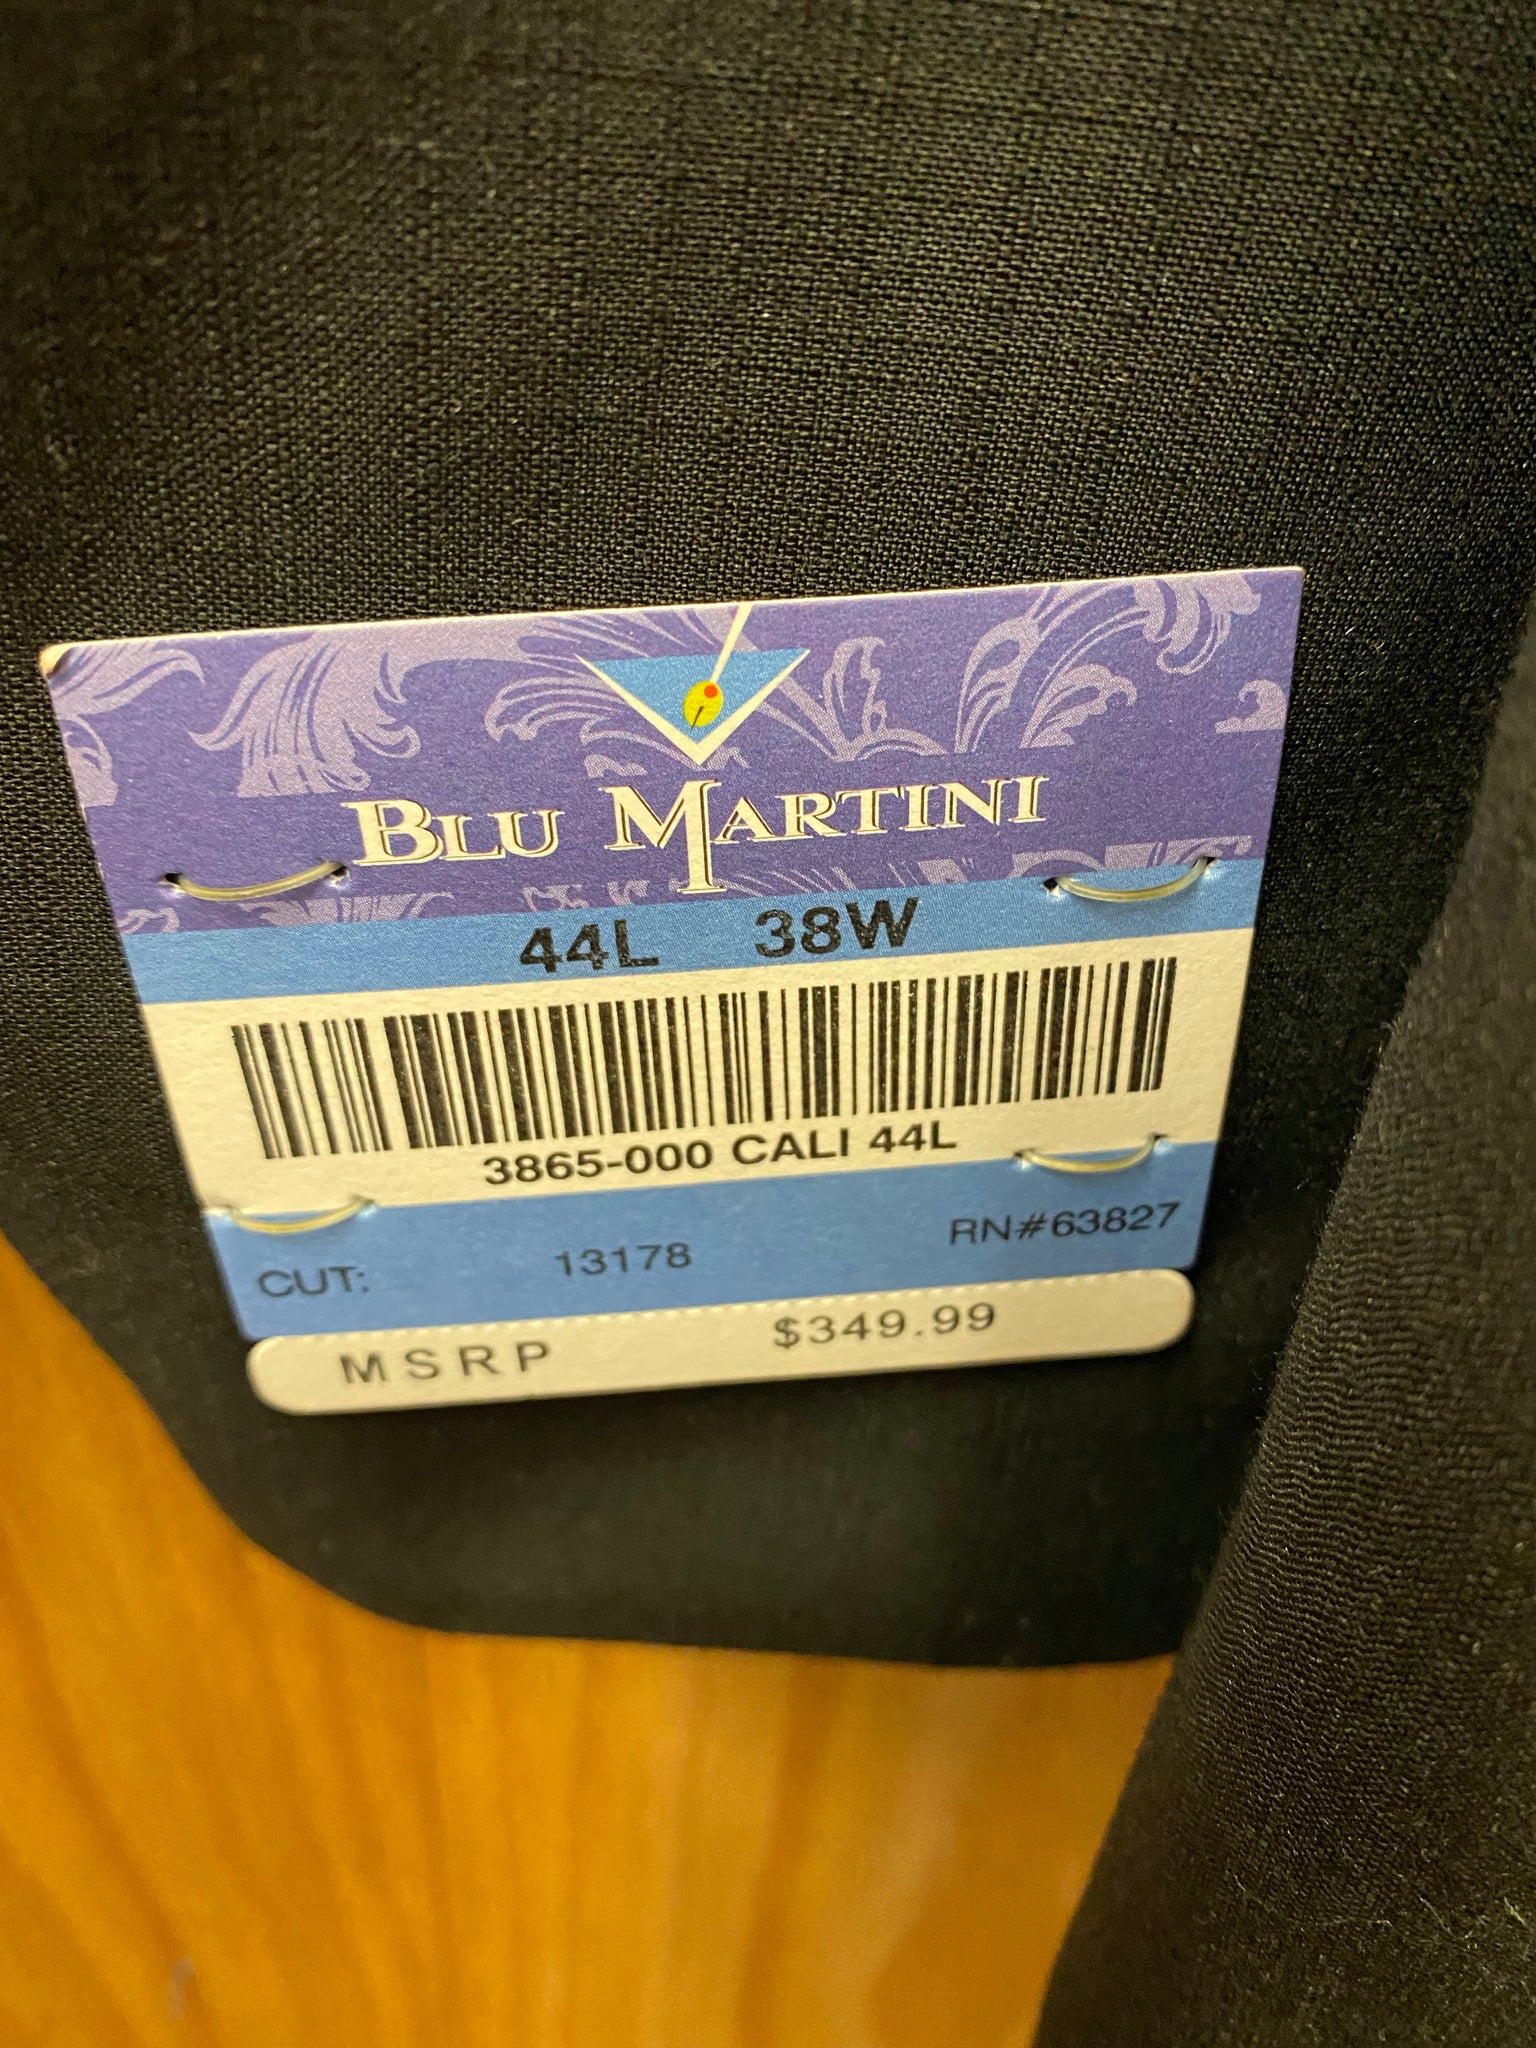 BLU MARTINI
44L 38W
3865-000 CALI 44L
CUT: 13178 RN#63827
MSRP $349.99